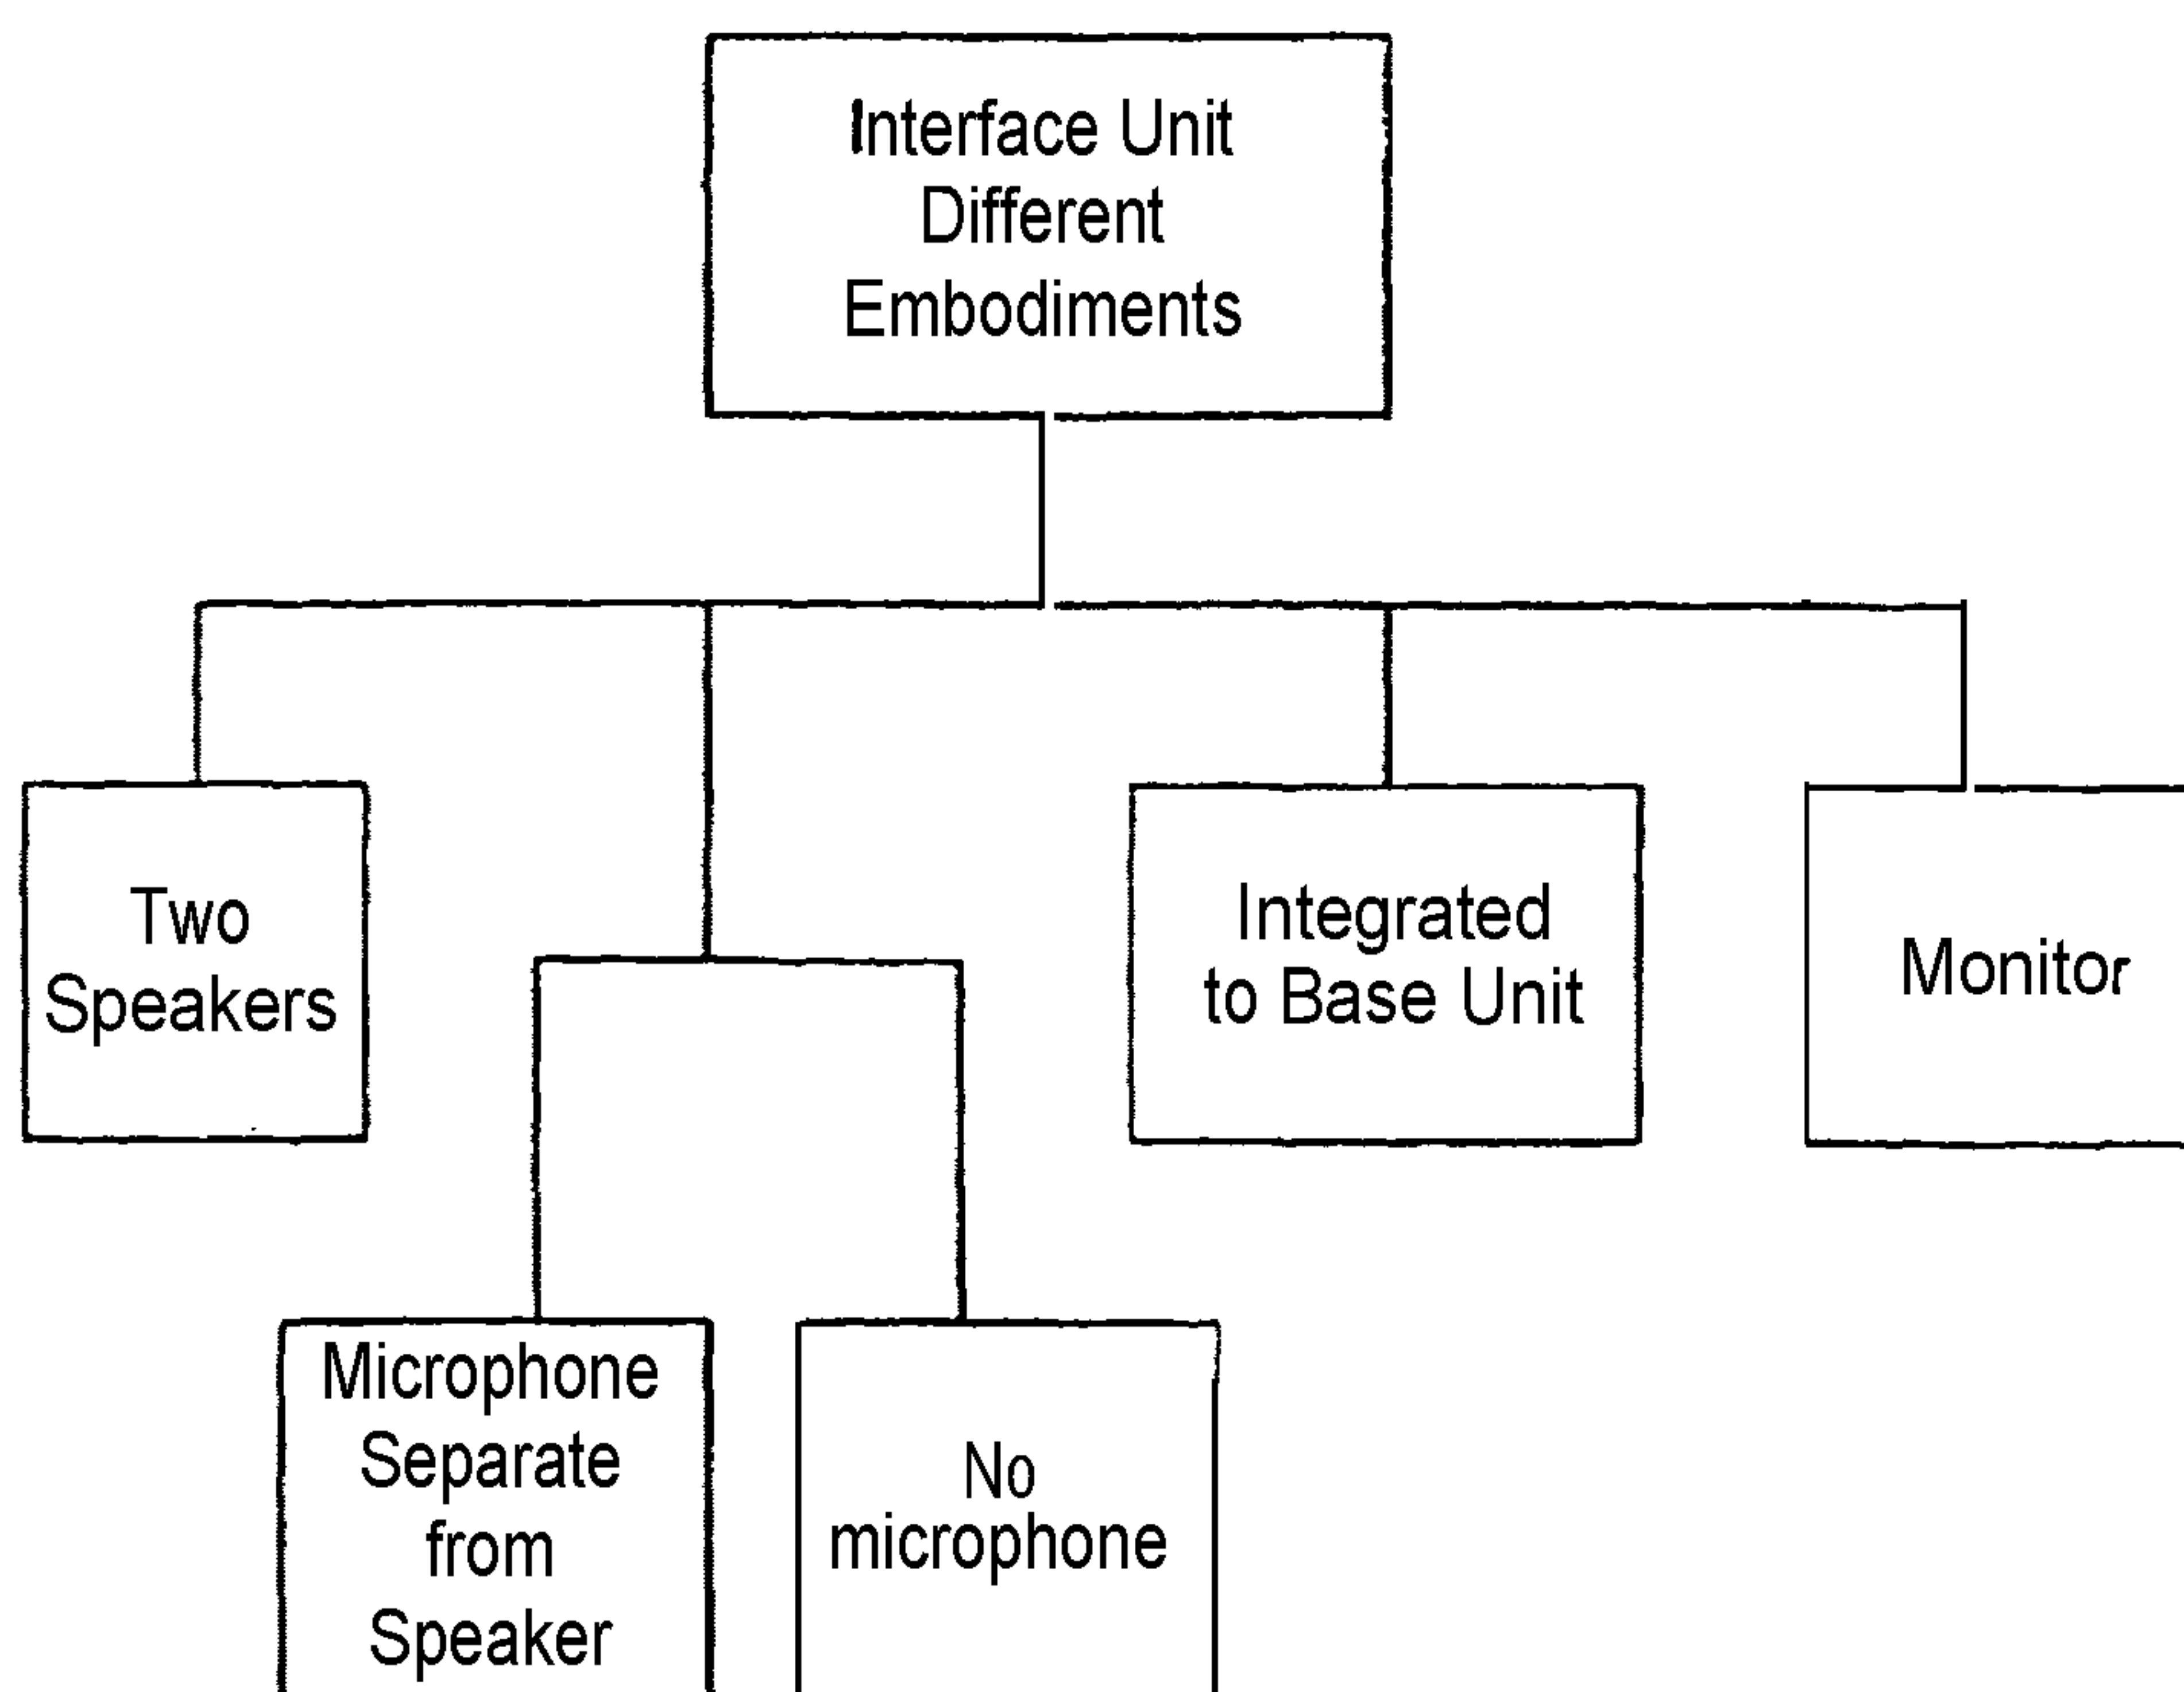 Interface Unit
Different
Embodiments
Two
Speakers
Integrated
to Base Unit
Monitor
Microphone
Separate
from
Speaker
No
microphone